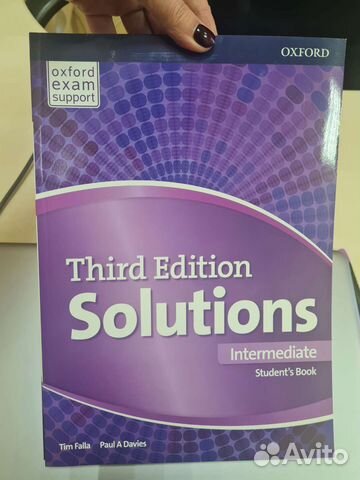 OXFORD
oxford
exam
support
Third Edition
Solutions
Intermediate
Student's Book
Tim Falla Paul A Davies
Avito